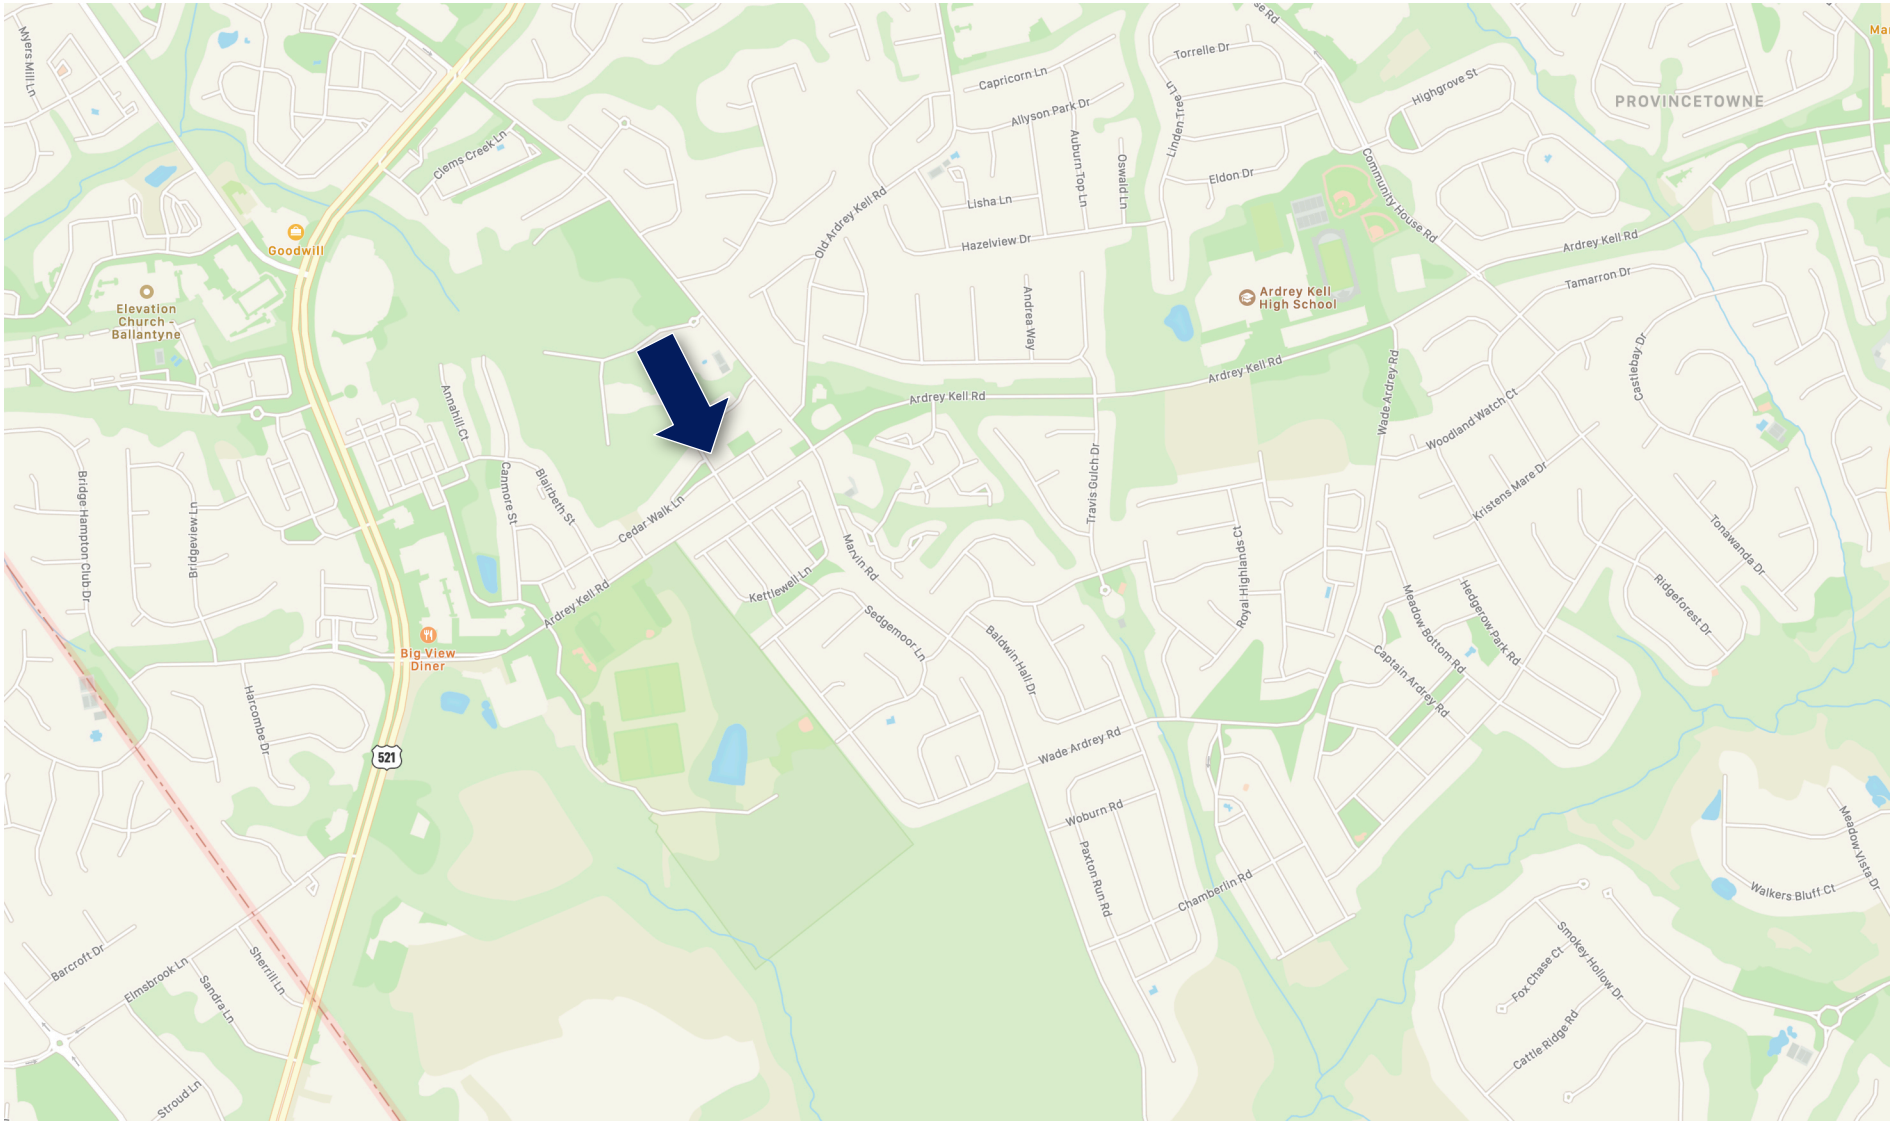 Myers Mill Ln
se Rd
Mar
Torrelle Dr
Capricorn Ln
Highgrove St
PROVINCETOWNE
Allyson Park Dr
Linden Tree Ln
Clems Creek Ln
Auburn Top Ln
Oswald Ln
Eldon Dr
Community House Rd
Old Ardrey Kell Rd
Lisha Ln
Hazelview Dr
Goodwill
Ardrey Kell Rd
Tamarron Dr
Elevation
Church -
Ballantyne
Andrea Way
Ardrey Kell
High School
Castlebay Dr
Ardrey Kell Rd
Wade Ardrey Rd
Ardrey Kell Rd
Annahill Ct
Woodland Watch Ct
Bridge Hampton Club Dr
Bridgeview Ln
Canmore St
Blairbeth St
Cedar Walk Ln
Travis Gulch Dr
Kristens Mare Dr
Tonawanda Dr
Marvin Rd
Royal Highlands Ct
Kettlewell Ln
Ardrey Kell Rd
Ridgeforest Dr
Meadow Bottom Rd
Hedgerow Park Rd
Sedgemoor Ln
Baldwin Hall Dr
Big View
Diner
Captain Ardrey Rd
Harcombe Dr
521
Wade Ardrey Rd
Woburn Rd
Paxton Run Rd
Meadow Vista Dr
Chamberlin Rd
Walkers Bluff Ct
Barcroft Dr
Elmsbrook Ln
Sherrill Ln
Sandra Ln
Fox Chase Ct
Smokey Hollow Dr
Cattle Ridge Rd
Stroud Ln